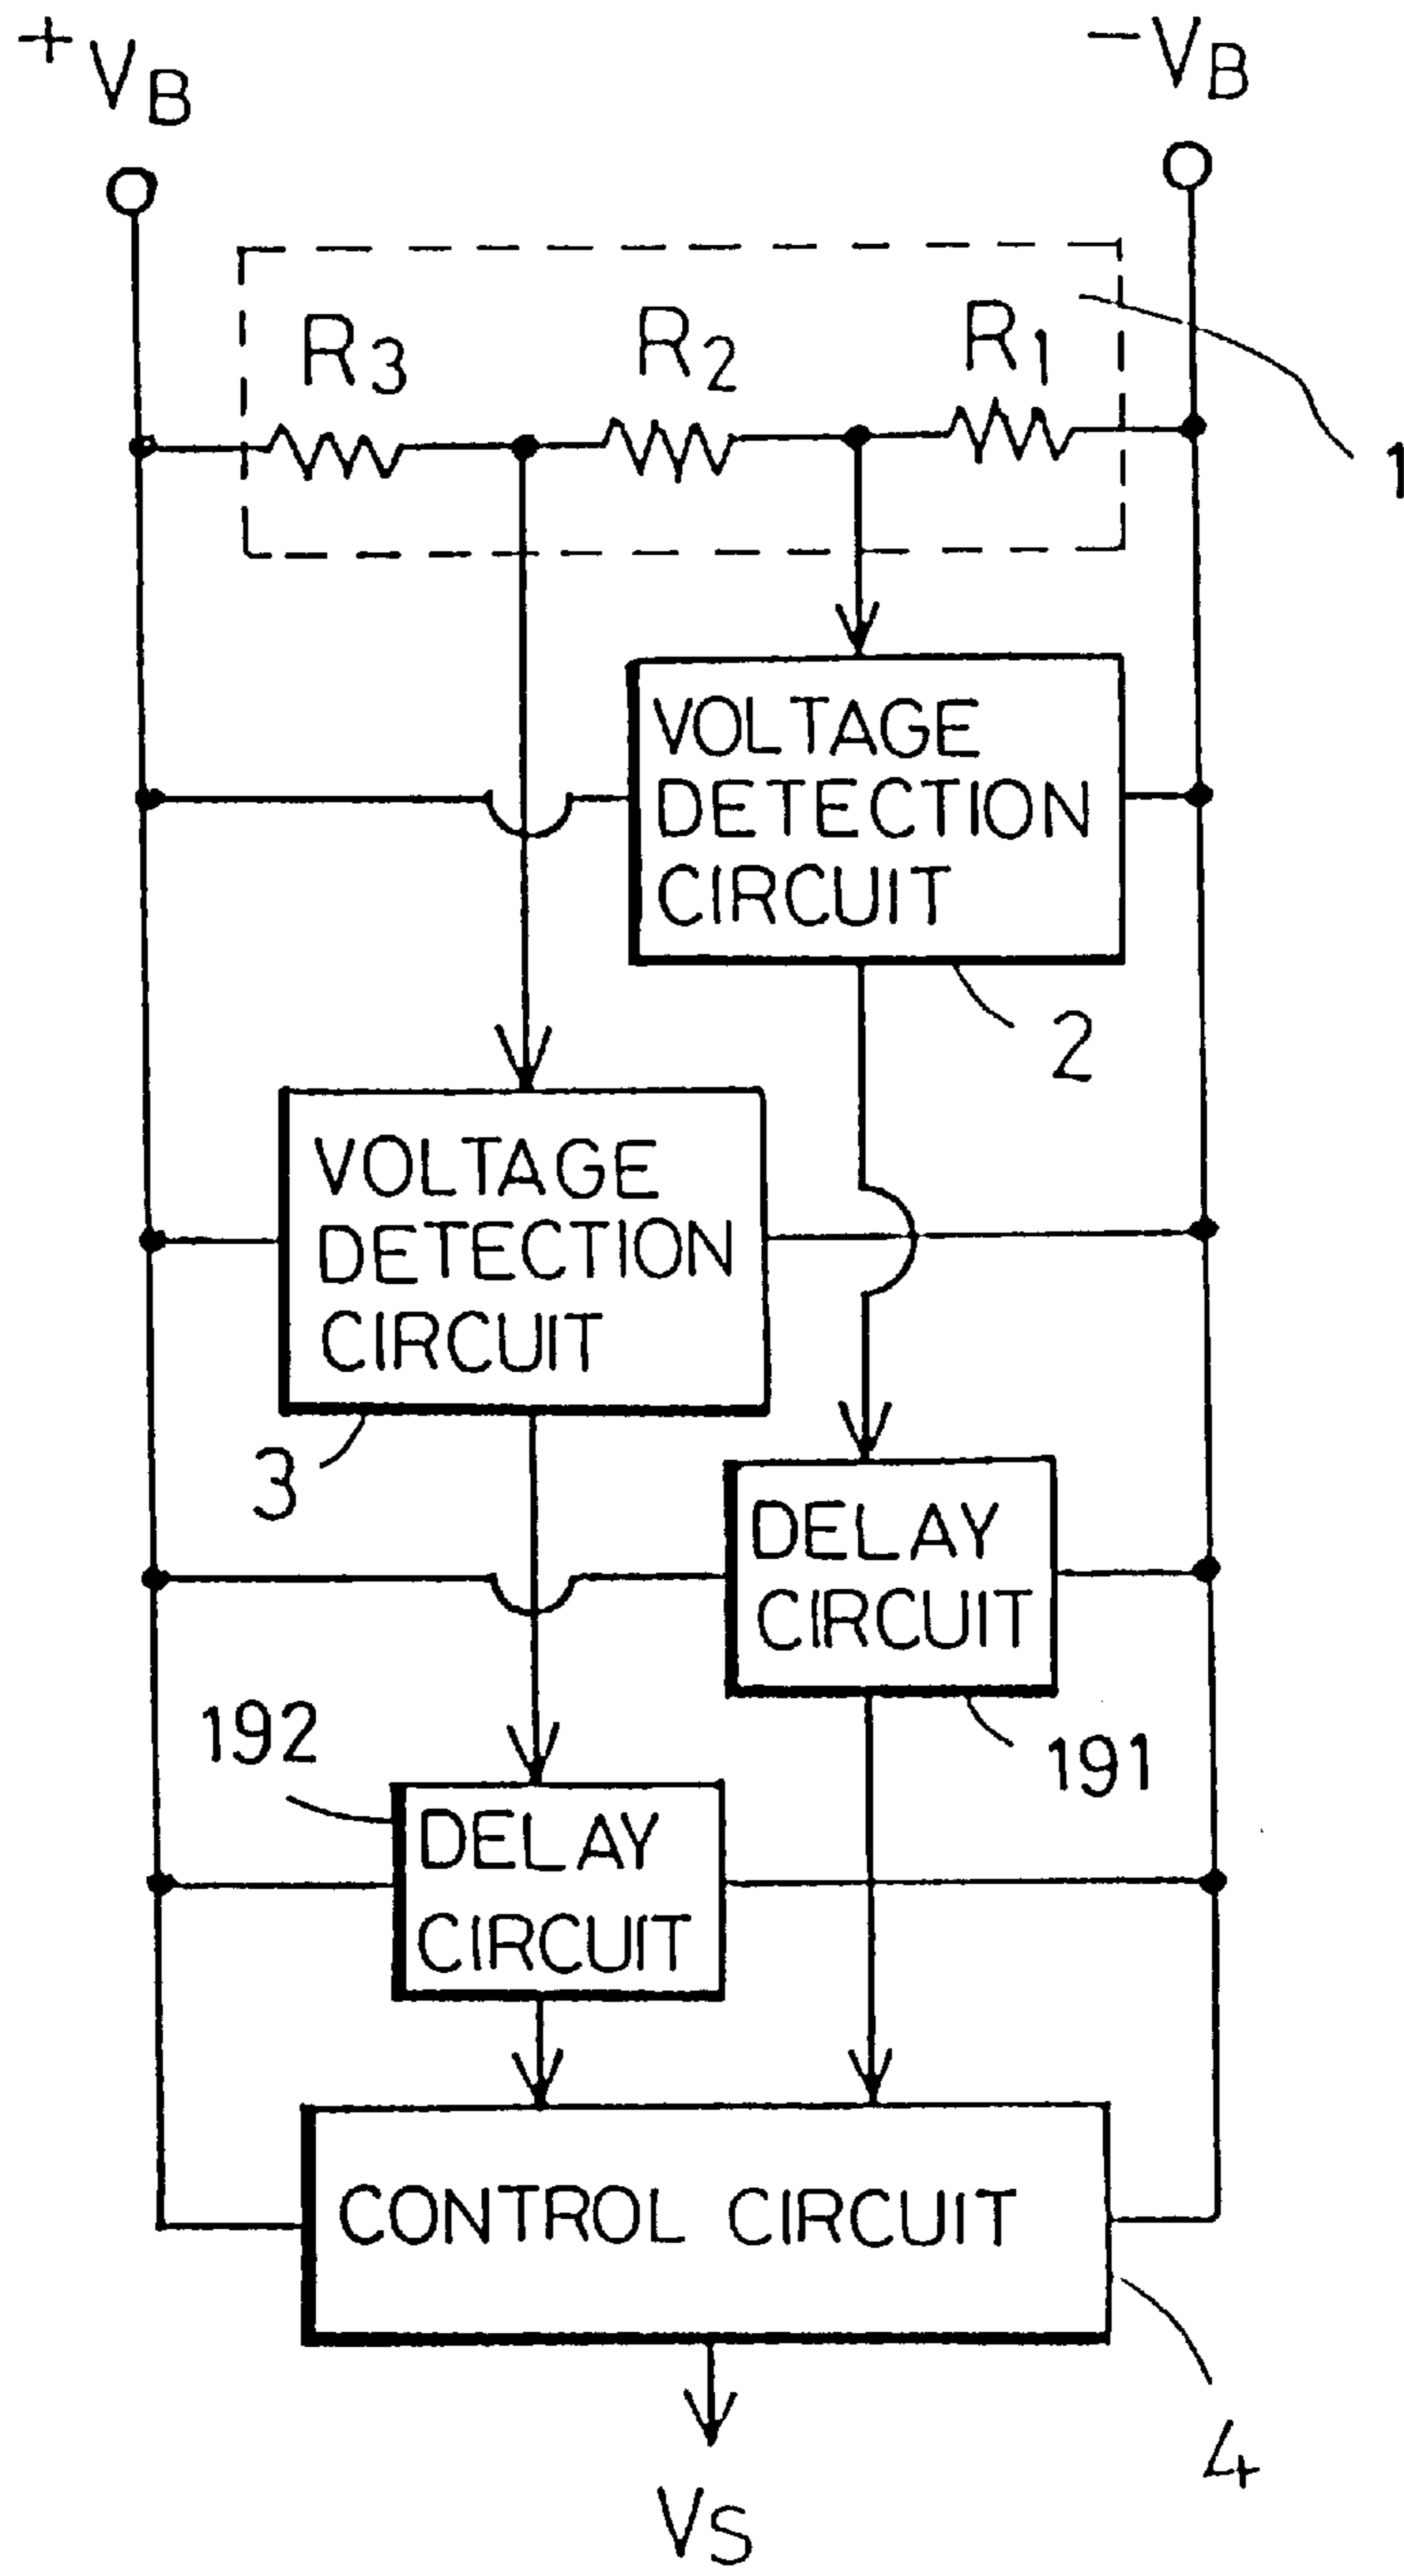 +VB
−VB
R3
R2
R1
1
VOLTAGE
DETECTION
CIRCUIT
2
VOLTAGE
DETECTION
CIRCUIT
3
DELAY
CIRCUIT
191
192
DELAY
CIRCUIT
CONTROL CIRCUIT
4
VS